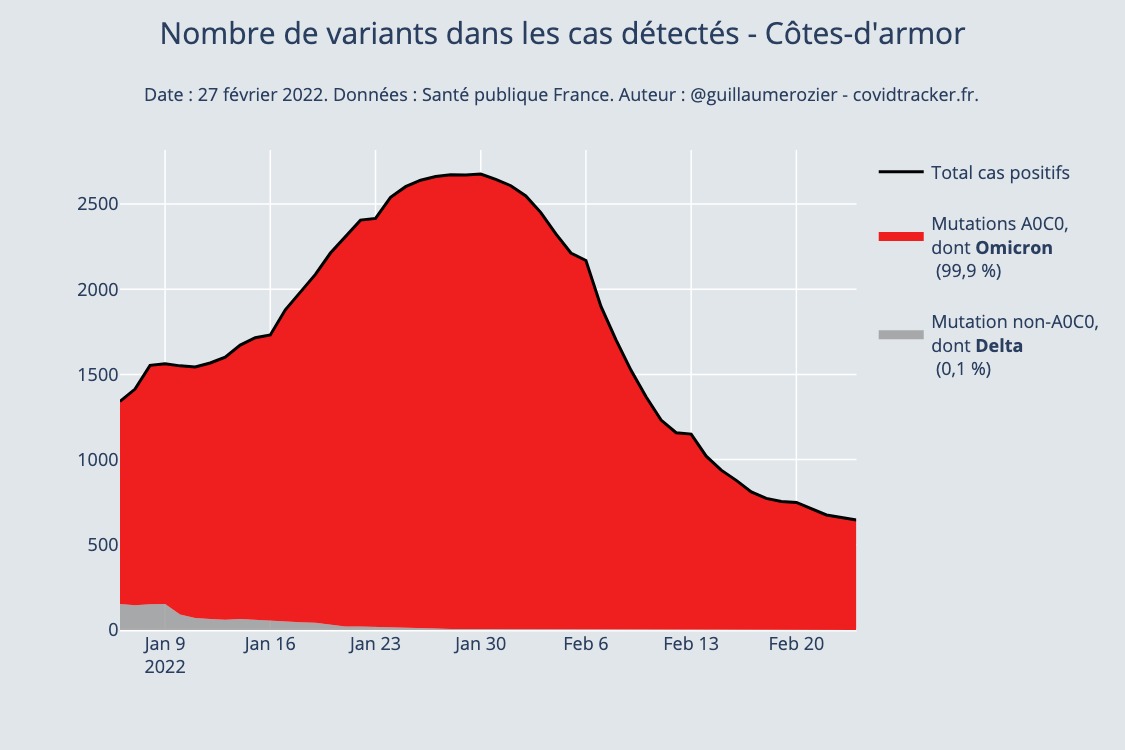 Nombre de variants dans les cas détectés - Côtes-d'armor
Date : 27 février 2022. Données : Santé publique France. Auteur : @guillaumerozier - covidtracker.fr.
Total cas positifs
Mutations A0C0,
dont Omicron
(99,9 %)
Mutation non-A0C0,
dont Delta
(0,1 %)
2500
2000
1500
1000
500
0
Jan 9 Jan 16 Jan 23 Jan 30 Feb 6 Feb 13 Feb 20
2022